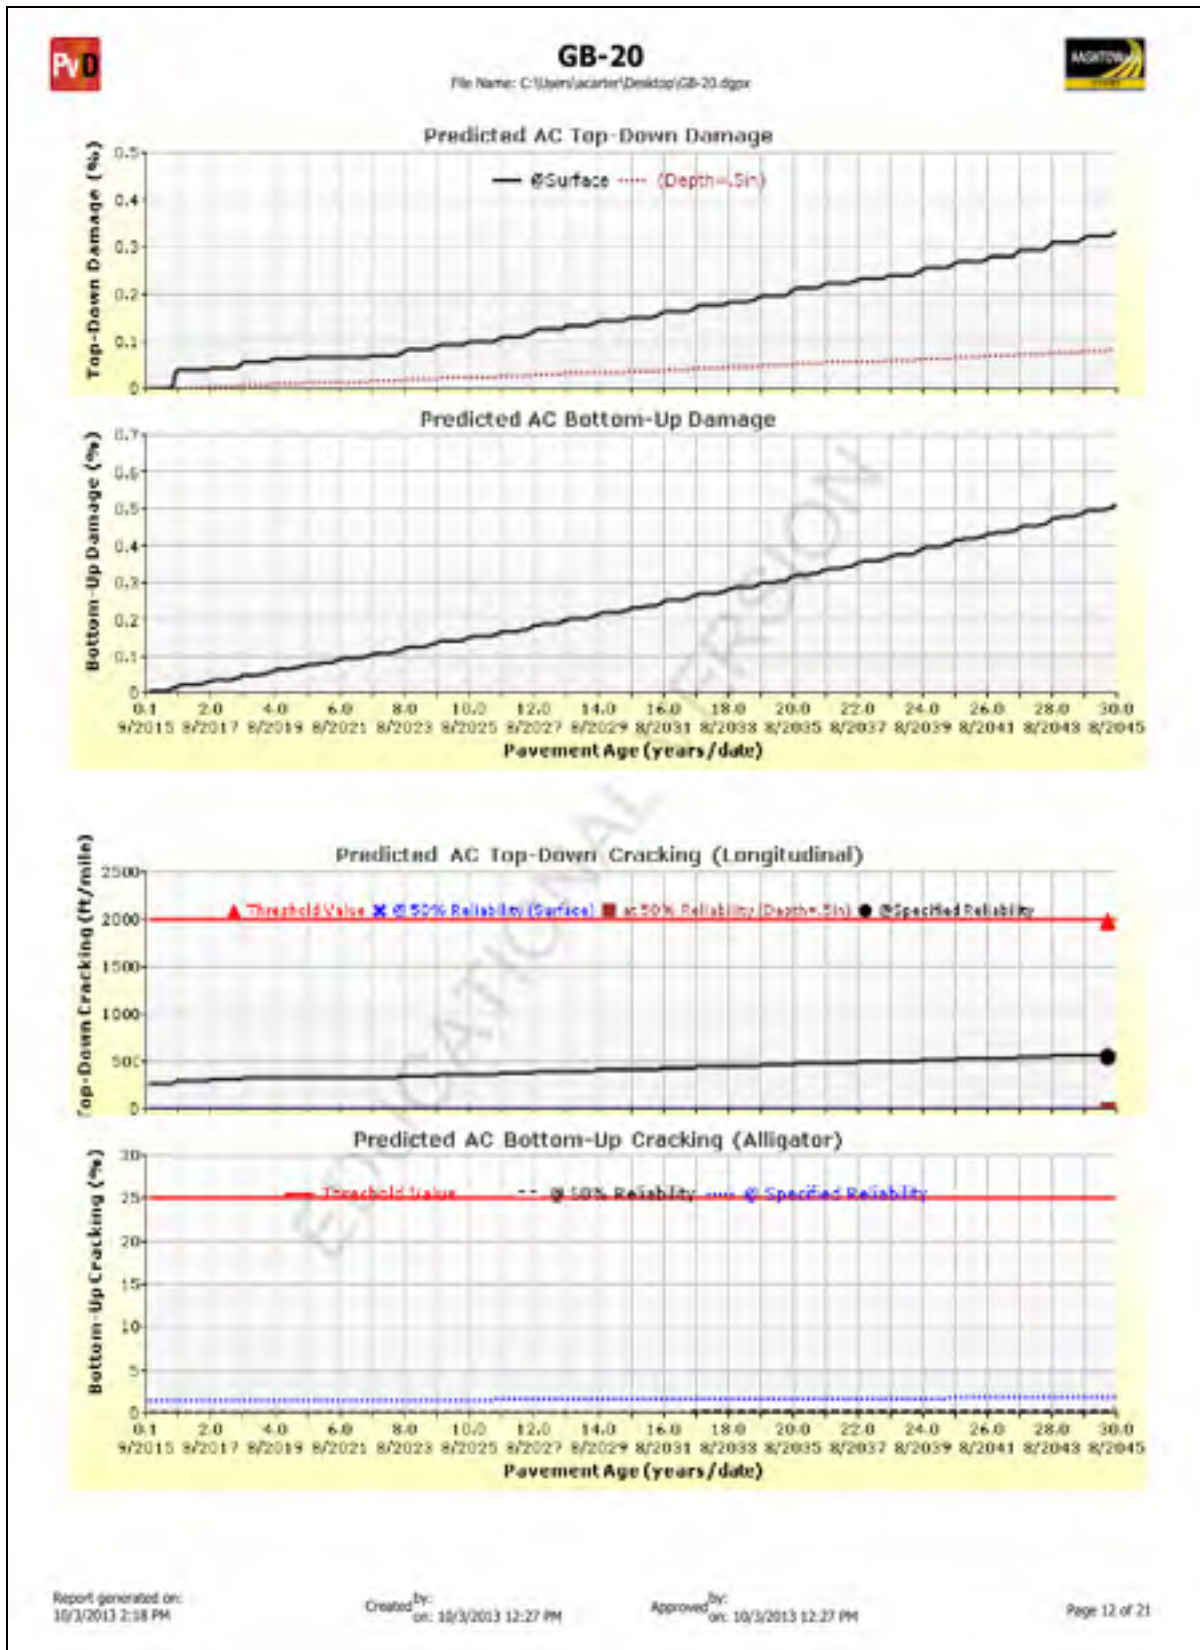 PvD
GB-20
File Name: C:\Users\acarter\Desktop\GB-20.dgpx
AASHTOWare
Predicted AC Top-Down Damage
Top-Down Damage (%)
0.5
0.4
0.3
0.2
0.1
0
@Surface (Depth=.5in)
Predicted AC Bottom-Up Damage
Bottom-Up Damage (%)
0.7
0.6
0.5
0.4
0.3
0.2
0.1
0
0.1 2.0 4.0 6.0 8.0 10.0 12.0 14.0 16.0 18.0 20.0 22.0 24.0 26.0 28.0 30.0
9/2015 8/2017 8/2019 8/2021 8/2023 8/2025 8/2027 8/2029 8/2031 8/2033 8/2035 8/2037 8/2039 8/2041 8/2043 8/2045
Pavement Age (years/date)
EDUCATIONAL VERSION
Predicted AC Top-Down Cracking (Longitudinal)
Top-Down Cracking (ft/mile)
2500
2000
1500
1000
500
0
Threshold Value @ 50% Reliability (Surface) at 50% Reliability (Depth=.5in) @Specified Reliability
Predicted AC Bottom-Up Cracking (Alligator)
Bottom-Up Cracking (%)
30
25
20
15
10
5
0
Threshold Value @ 50% Reliability @ Specified Reliability
0.1 2.0 4.0 6.0 8.0 10.0 12.0 14.0 16.0 18.0 20.0 22.0 24.0 26.0 28.0 30.0
9/2015 8/2017 8/2019 8/2021 8/2023 8/2025 8/2027 8/2029 8/2031 8/2033 8/2035 8/2037 8/2039 8/2041 8/2043 8/2045
Pavement Age (years/date)
Report generated on:
10/3/2013 2:18 PM
Created by:
on: 10/3/2013 12:27 PM
Approved by:
on: 10/3/2013 12:27 PM
Page 12 of 21